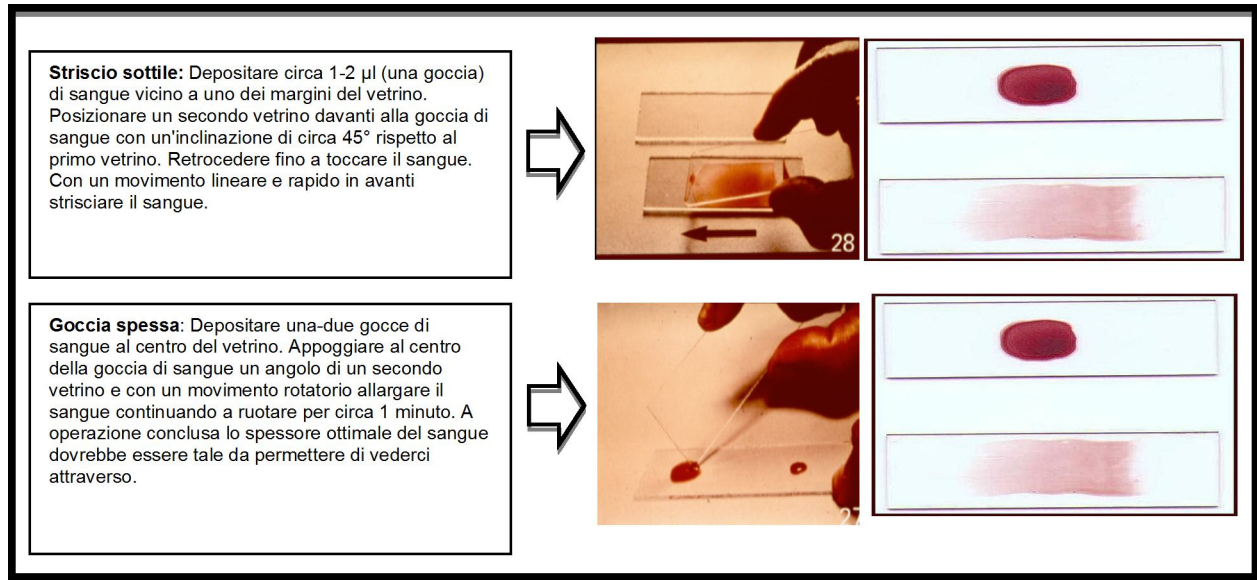 Striscio sottile: Depositare circa 1-2 µl (una goccia)
di sangue vicino a uno dei margini del vetrino.
Posizionare un secondo vetrino davanti alla goccia di
sangue con un'inclinazione di circa 45° rispetto al
primo vetrino. Retrocedere fino a toccare il sangue.
Con un movimento lineare e rapido in avanti
strisciare il sangue.
28
Goccia spessa: Depositare una-due gocce di
sangue al centro del vetrino. Appoggiare al centro
della goccia di sangue un angolo di un secondo
vetrino e con un movimento rotatorio allargare il
sangue continuando a ruotare per circa 1 minuto. A
operazione conclusa lo spessore ottimale del sangue
dovrebbe essere tale da permettere di vederci
attraverso.
27